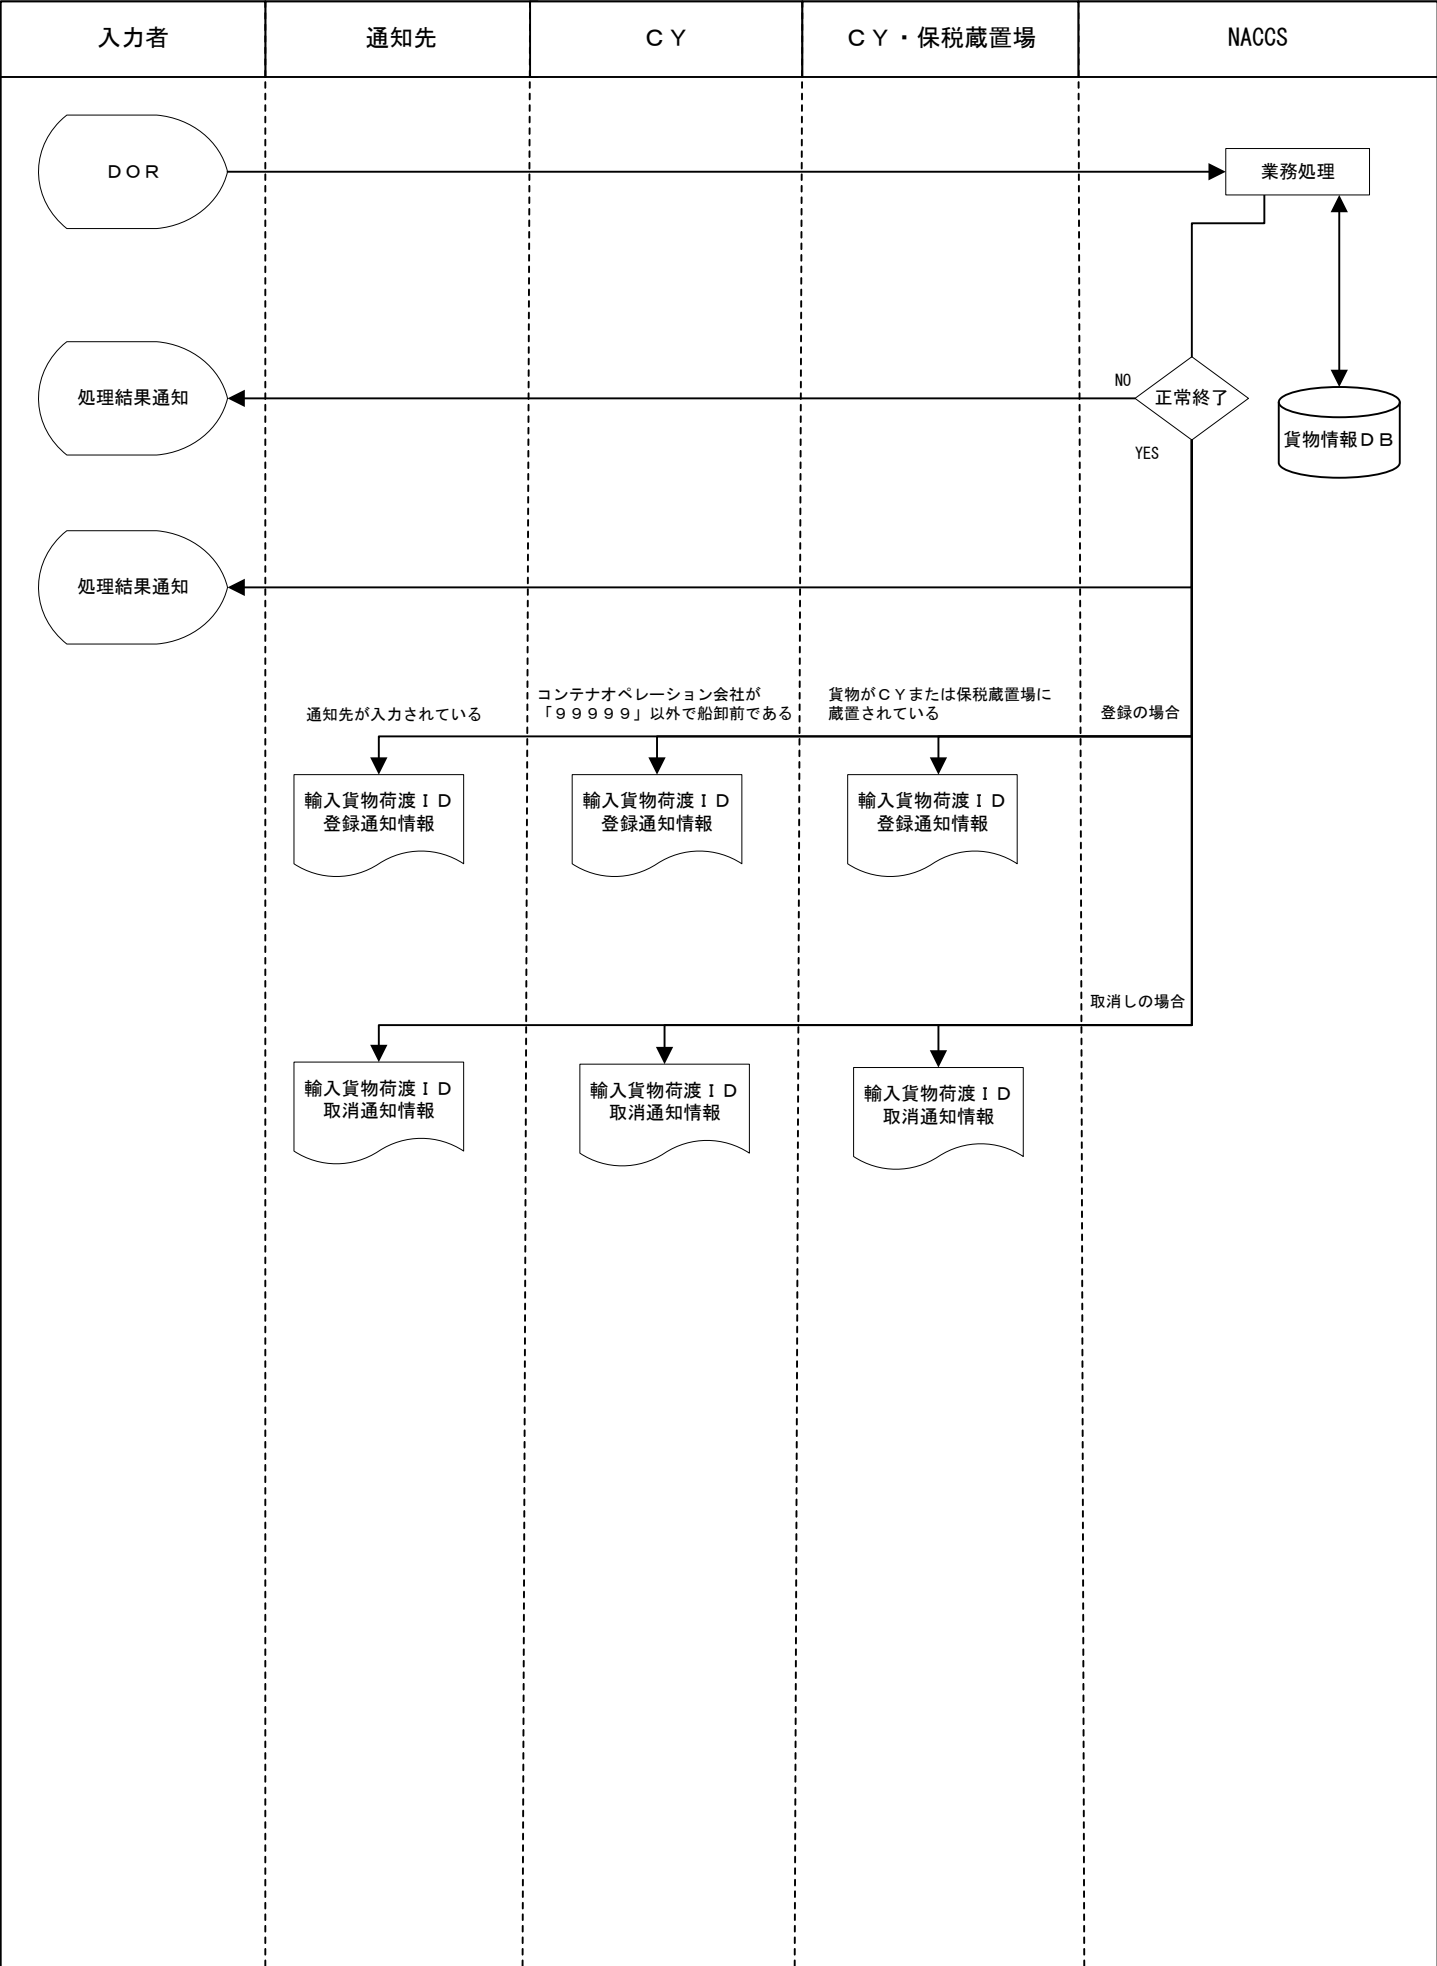 入力者
通知先
ＣＹ
ＣＹ・保税蔵置場
NACCS
ＤＯＲ
業務処理
処理結果通知
NO
正常終了
貨物情報ＤＢ
YES
処理結果通知
通知先が入力されている
コンテナオペレーション会社が
「９９９９９」以外で船卸前である
貨物がＣＹまたは保税蔵置場に
蔵置されている
登録の場合
輸入貨物荷渡ＩＤ
登録通知情報
輸入貨物荷渡ＩＤ
登録通知情報
輸入貨物荷渡ＩＤ
登録通知情報
取消しの場合
輸入貨物荷渡ＩＤ
取消通知情報
輸入貨物荷渡ＩＤ
取消通知情報
輸入貨物荷渡ＩＤ
取消通知情報